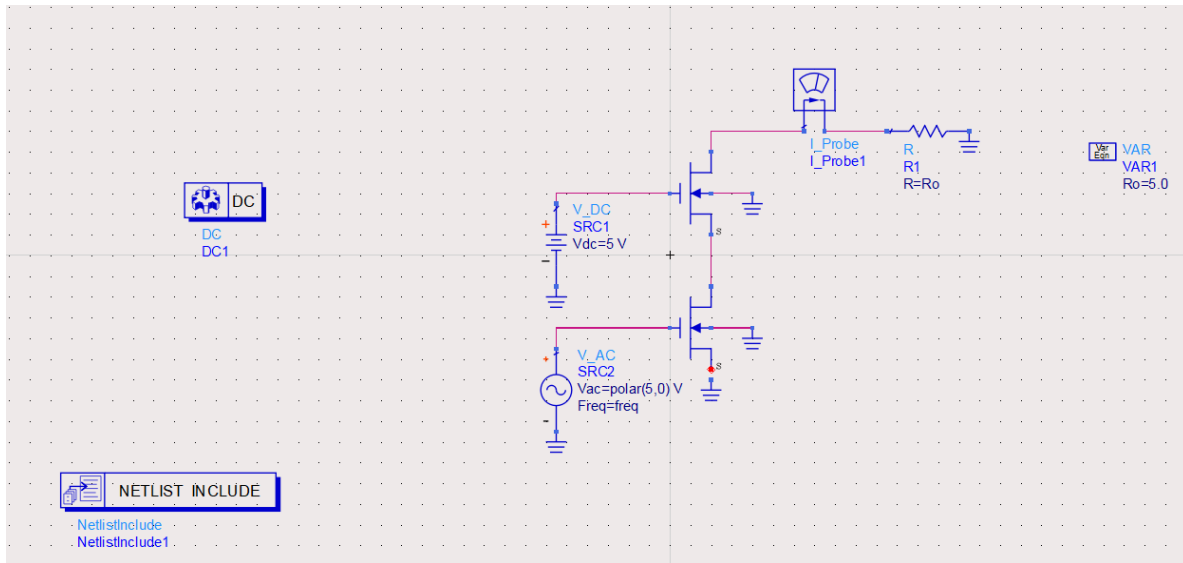 I_Probe
I_Probe1
R
R1
R=Ro
Var
Eqn
VAR
VAR1
Ro=5.0
DC
DC
DC1
+
V_DC
SRC1
Vdc=5 V
-
S
+
V_AC
SRC2
Vac=polar(5,0) V
Freq=freq
-
S
NETLIST INCLUDE
NetlistInclude
NetlistInclude1